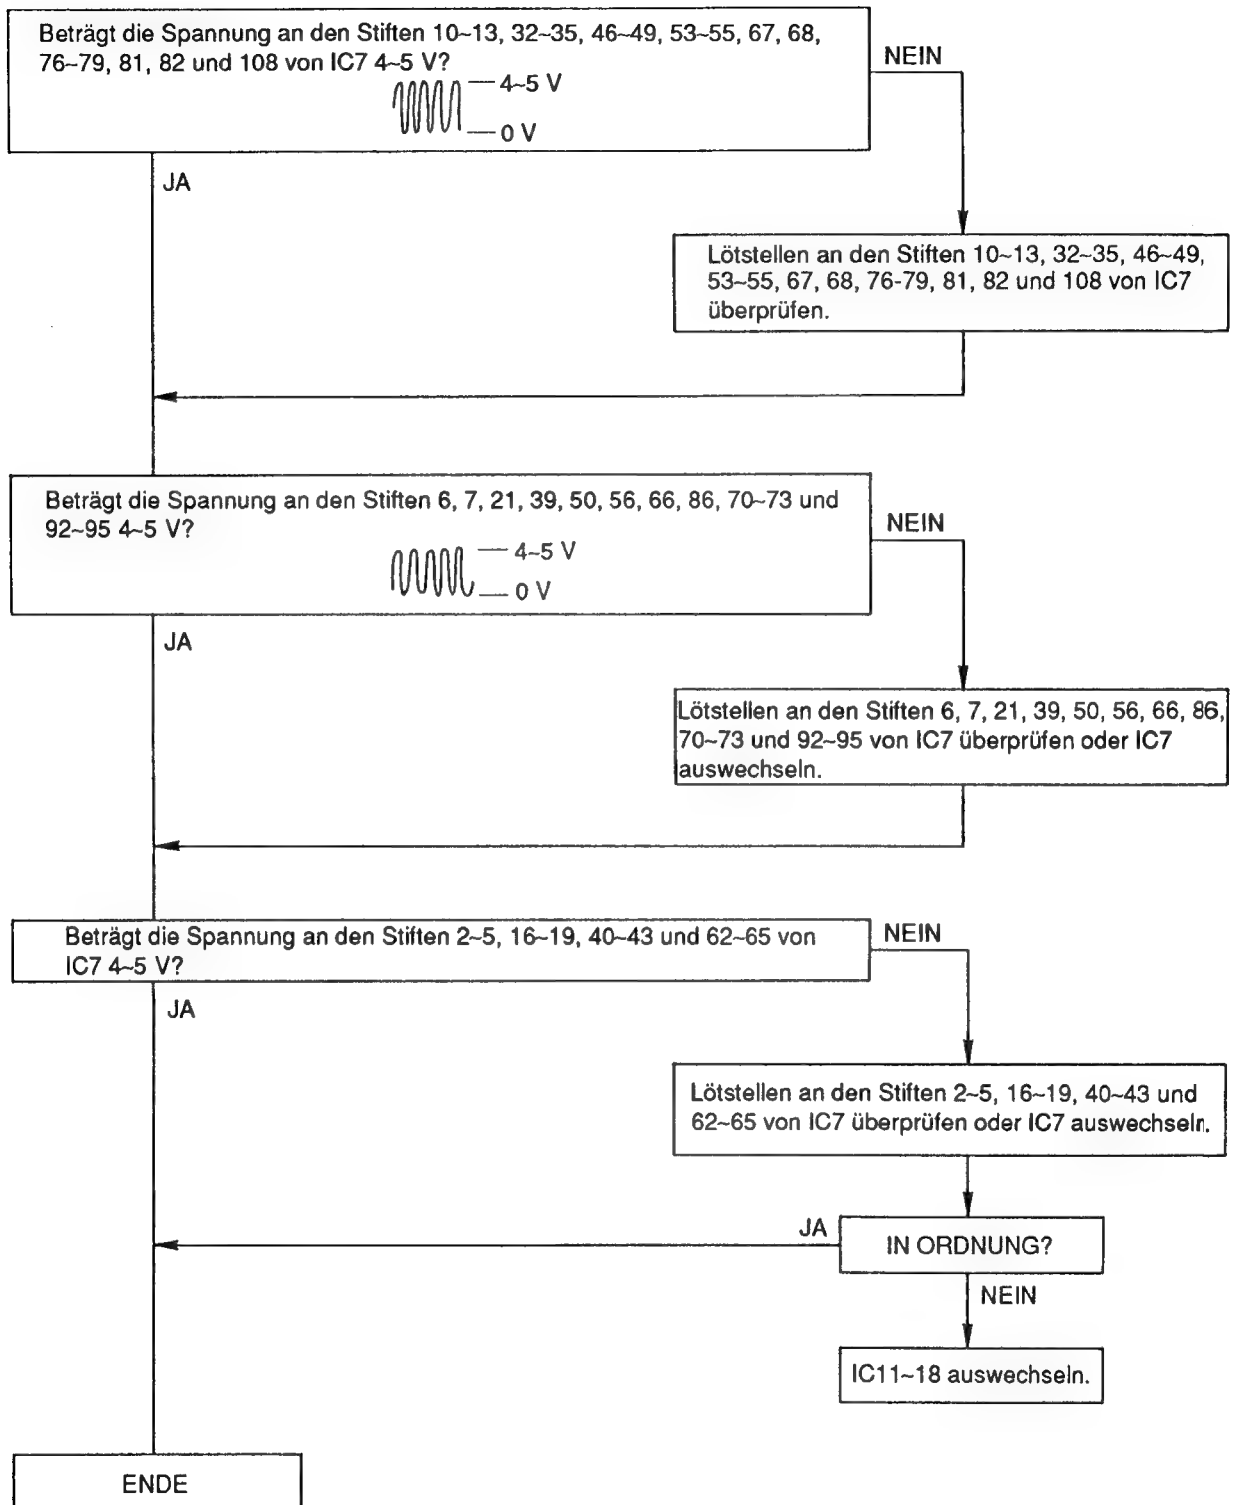 Beträgt die Spannung an den Stiften 10~13, 32~35, 46~49, 53~55, 67, 68,
76~79, 81, 82 und 108 von IC7 4~5 V?
4~5 V
0 V
NEIN
JA
Lötstellen an den Stiften 10~13, 32~35, 46~49,
53~55, 67, 68, 76-79, 81, 82 und 108 von IC7
überprüfen.
Beträgt die Spannung an den Stiften 6, 7, 21, 39, 50, 56, 66, 86, 70~73 und
92~95 4~5 V?
4~5 V
0 V
NEIN
JA
Lötstellen an den Stiften 6, 7, 21, 39, 50, 56, 66, 86,
70~73 und 92~95 von IC7 überprüfen oder IC7
auswechseln.
Beträgt die Spannung an den Stiften 2~5, 16~19, 40~43 und 62~65 von
IC7 4~5 V?
NEIN
JA
Lötstellen an den Stiften 2~5, 16~19, 40~43 und
62~65 von IC7 überprüfen oder IC7 auswechseln.
JA
IN ORDNUNG?
NEIN
IC11~18 auswechseln.
ENDE